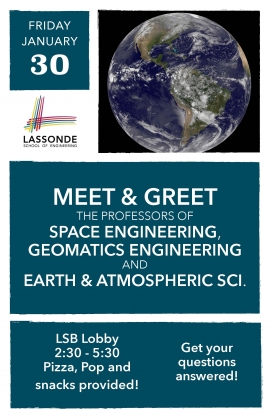 FRIDAY
JANUARY
30
LASSONDE
SCHOOL OF ENGINEERING
MEET & GREET
THE PROFESSORS OF
SPACE ENGINEERING,
GEOMATICS ENGINEERING
AND
EARTH & ATMOSPHERIC SCI.
LSB Lobby
2:30 - 5:30
Pizza, Pop and
snacks provided!
Get your
questions
answered!